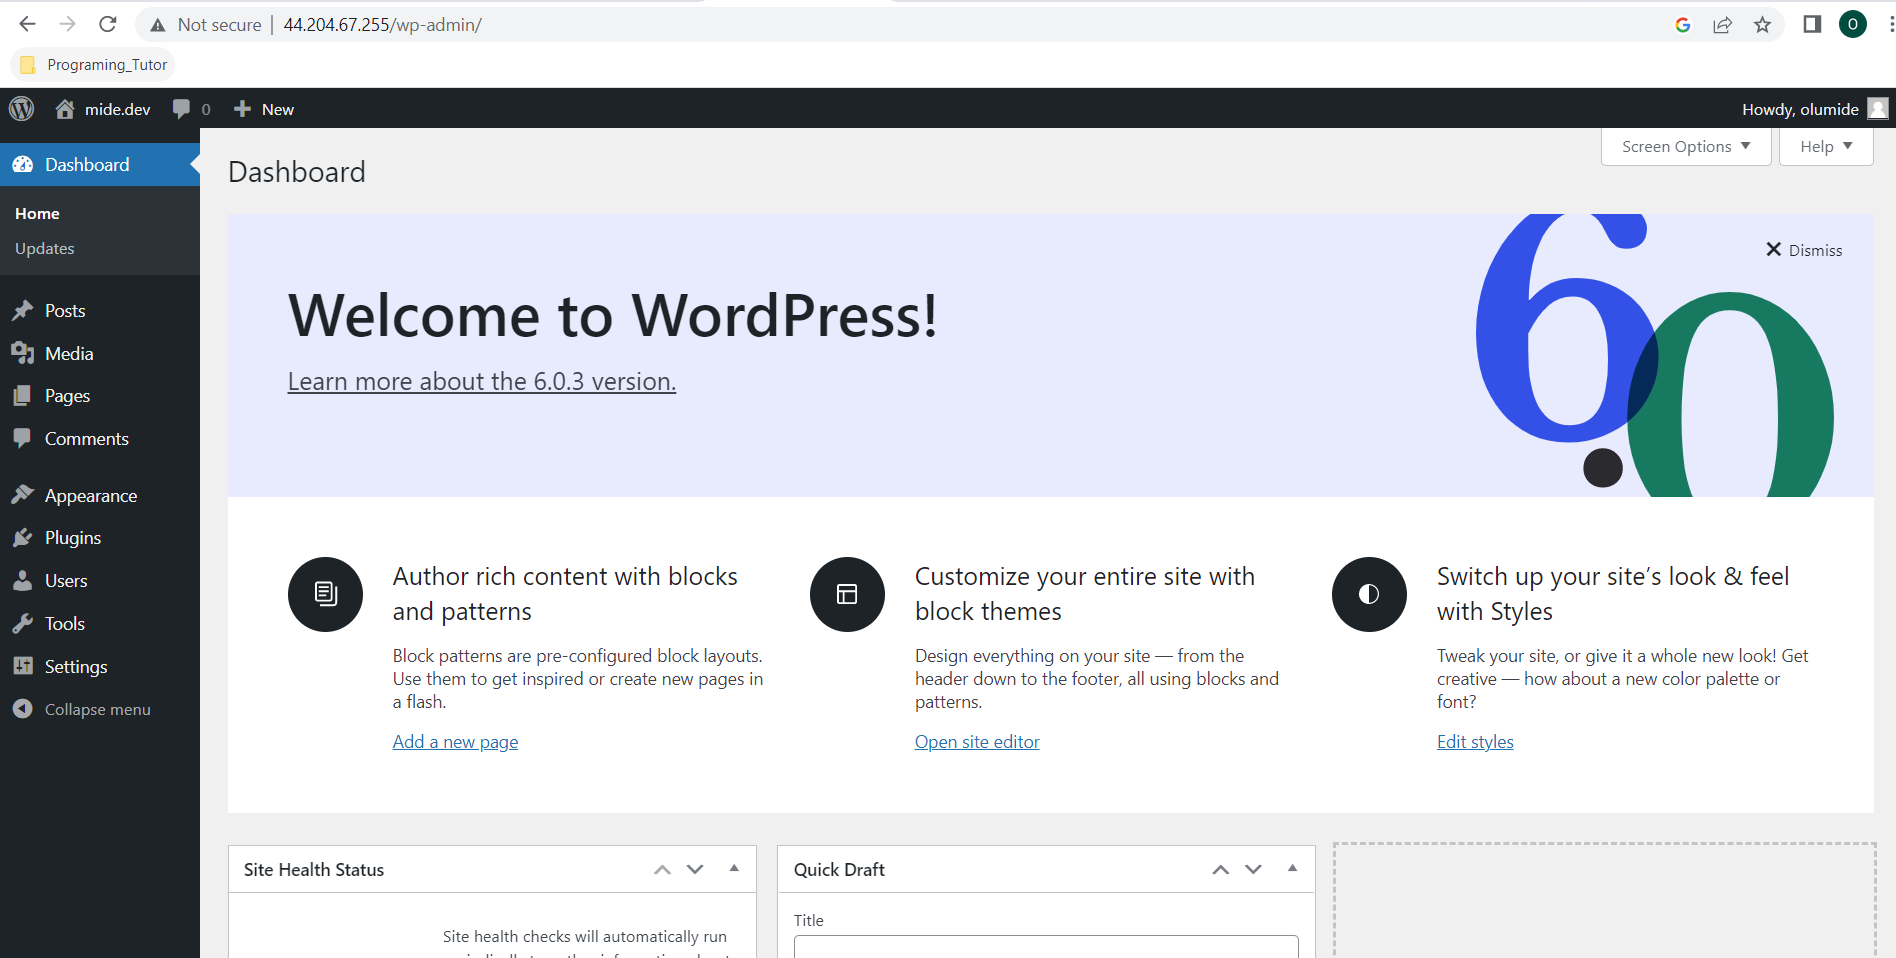 Not secure | 44.204.67.255/wp-admin/
O
Programing_Tutor
mide.dev 0 New
Howdy, olumide
Dashboard
Home
Updates
Posts
Media
Pages
Comments
Appearance
Plugins
Users
Tools
Settings
Collapse menu
Screen Options
Help
Dashboard
Dismiss
6.0
Welcome to WordPress!
Learn more about the 6.0.3 version.
Author rich content with blocks
and patterns
Block patterns are pre-configured block layouts.
Use them to get inspired or create new pages in
a flash.
Add a new page
Customize your entire site with
block themes
Design everything on your site — from the
header down to the footer, all using blocks and
patterns.
Open site editor
Switch up your site’s look & feel
with Styles
Tweak your site, or give it a whole new look! Get
creative — how about a new color palette or
font?
Edit styles
Site Health Status
Site health checks will automatically run
Quick Draft
Title